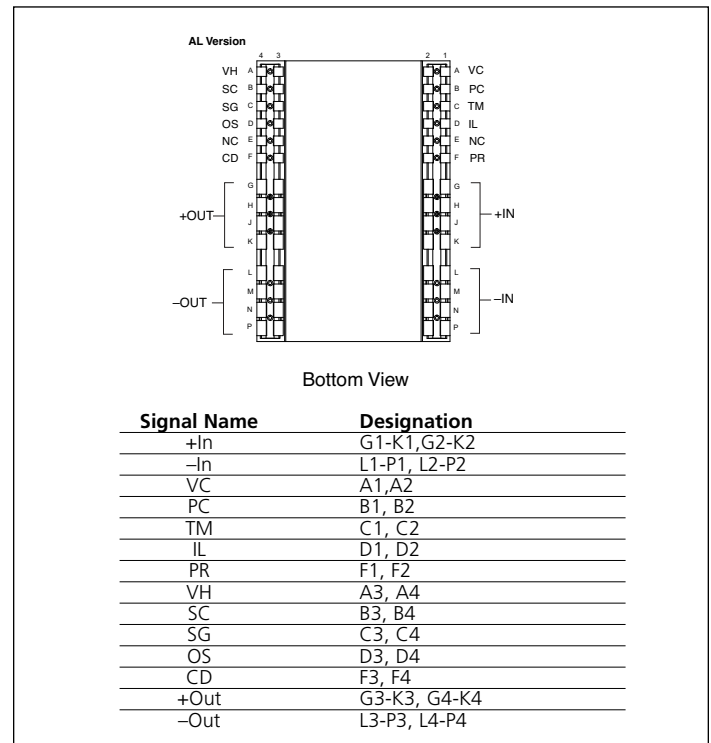 AL Version
4 3 2 1
VH A A VC
SC B B PC
SG C C TM
OS D D IL
NC E E NC
CD F F PR
G G
H H
+OUT +IN
J J
K K
L L
M M
–OUT –IN
N N
P P
Bottom View
Signal Name Designation
+In G1-K1,G2-K2
–In L1-P1, L2-P2
VC A1,A2
PC B1, B2
TM C1, C2
IL D1, D2
PR F1, F2
VH A3, A4
SC B3, B4
SG C3, C4
OS D3, D4
CD F3, F4
+Out G3-K3, G4-K4
–Out L3-P3, L4-P4